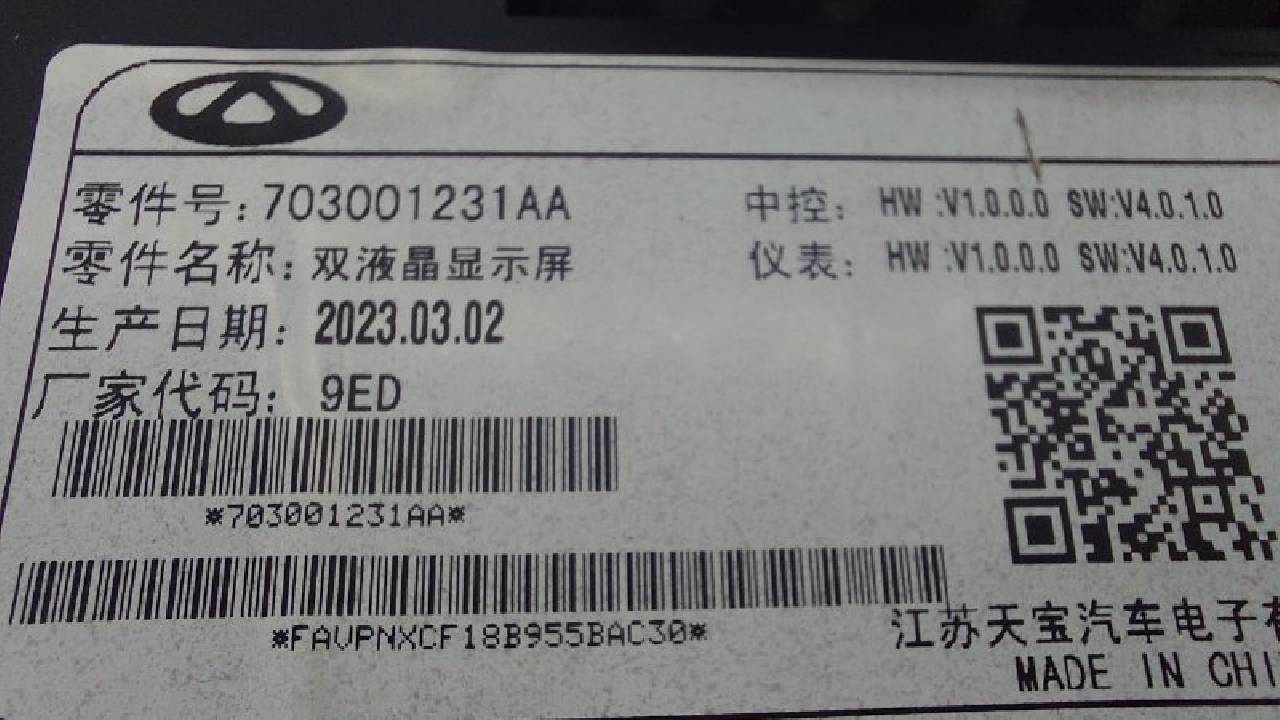 零件号:703001231AA
零件名称:双液晶显示屏
生产日期:2023.03.02
厂家代码:9ED
中控:HW :V1.0.0.0 SW:V4.0.1.0
仪表:HW :V1.0.0.0 SW:V4.0.1.0
*703001231AA*
*FAVPNXCF18B955BAC30*
江苏天宝汽车电子
MADE IN CHI